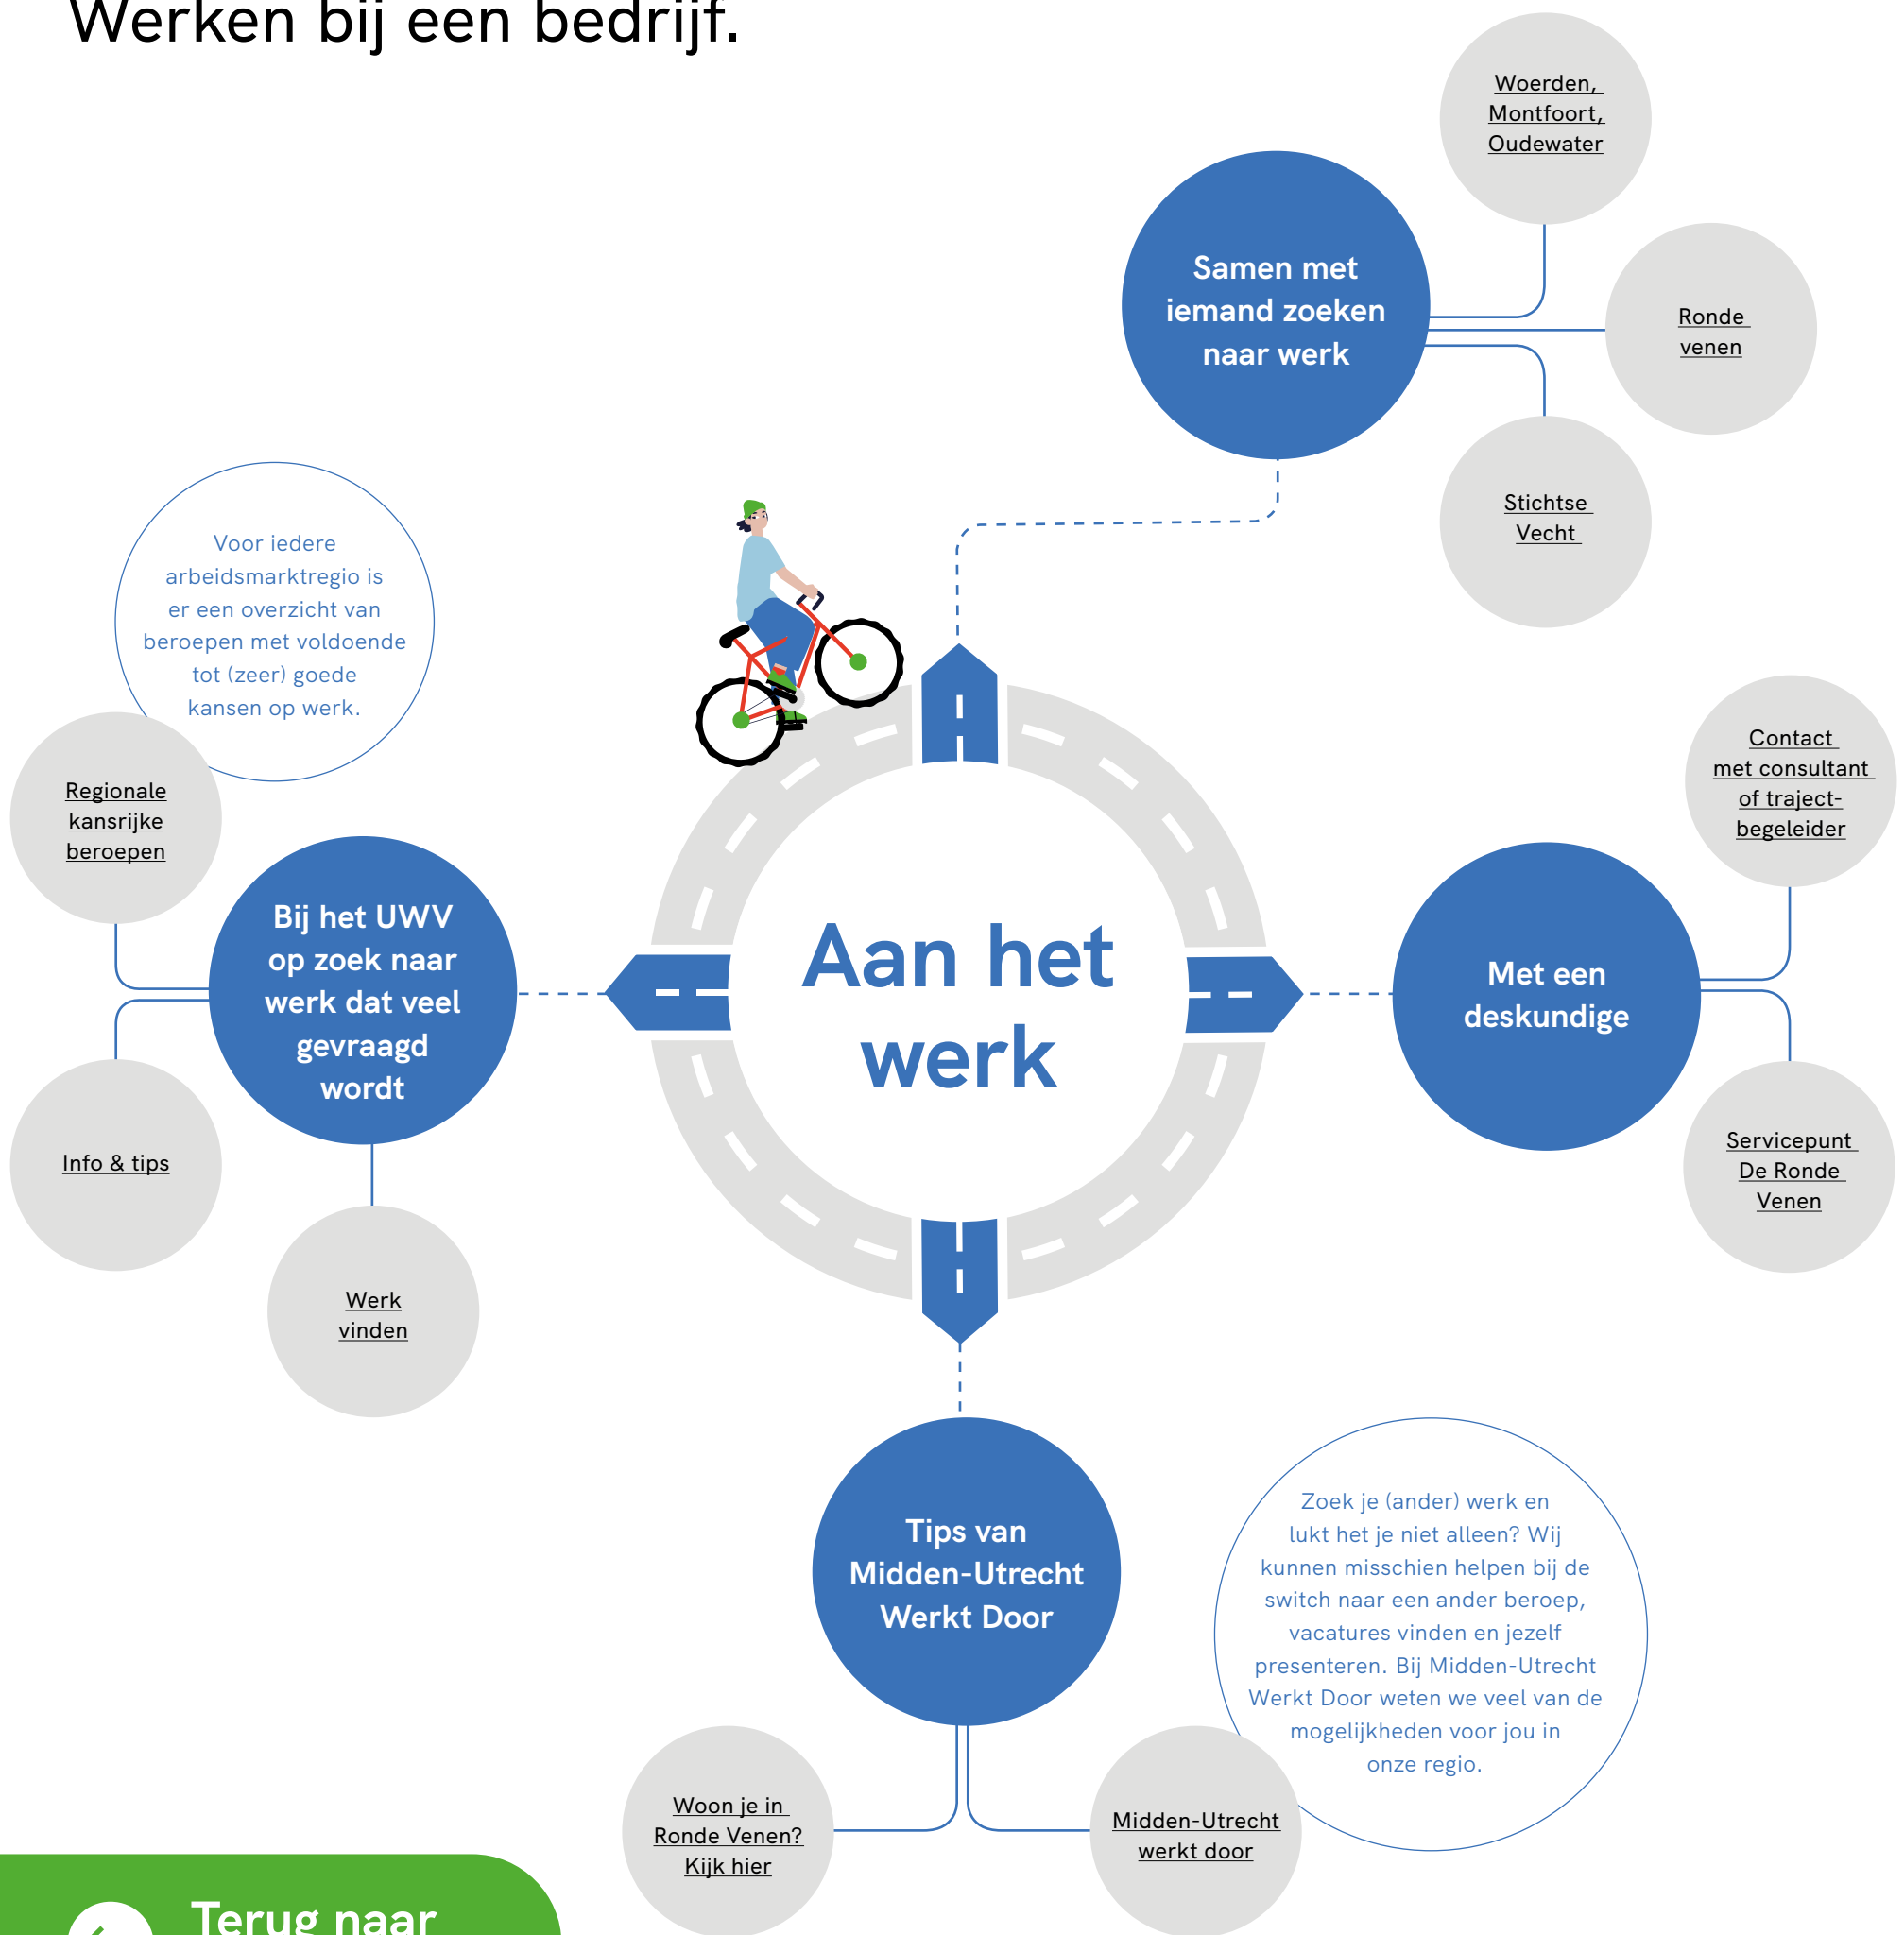 Werken bij een bedrijf.
Woerden,
Montfoort,
Oudewater
Samen met
iemand zoeken
naar werk
Ronde
venen
Stichtse
Vecht
Voor iedere
arbeidsmarktregio is
er een overzicht van
beroepen met voldoende
tot (zeer) goede
kansen op werk.
Regionale
kansrijke
beroepen
Bij het UWV
op zoek naar
werk dat veel
gevraagd
wordt
Info & tips
Werk
vinden
Aan het
werk
Contact
met consultant
of traject-
begeleider
Met een
deskundige
Servicepunt
De Ronde
Venen
Tips van
Midden-Utrecht
Werkt Door
Zoek je (ander) werk en
lukt het je niet alleen? Wij
kunnen misschien helpen bij de
switch naar een ander beroep,
vacatures vinden en jezelf
presenteren. Bij Midden-Utrecht
Werkt Door weten we veel van de
mogelijkheden voor jou in
onze regio.
Woon je in
Ronde Venen?
Kijk hier
Midden-Utrecht
werkt door
Terug naar